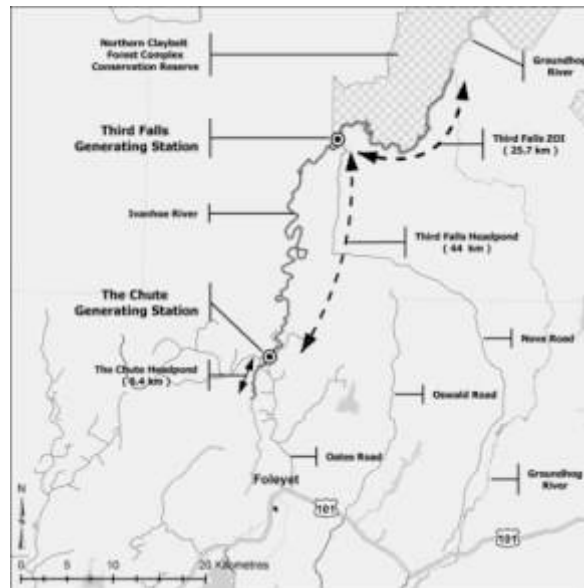 Northern Claybelt
Forest Complex
Conservation Reserve
Groundhog
River
Third Falls
Generating Station
Third Falls ZOI
( 25.7 km )
Ivanhoe River
Third Falls Headpond
( 44 km )
The Chute
Generating Station
The Chute Headpond
( 6.4 km )
Nova Road
Oswald Road
Oates Road
Groundhog
River
Foleyet
101
101
N
0 5 10 20 Kilometres